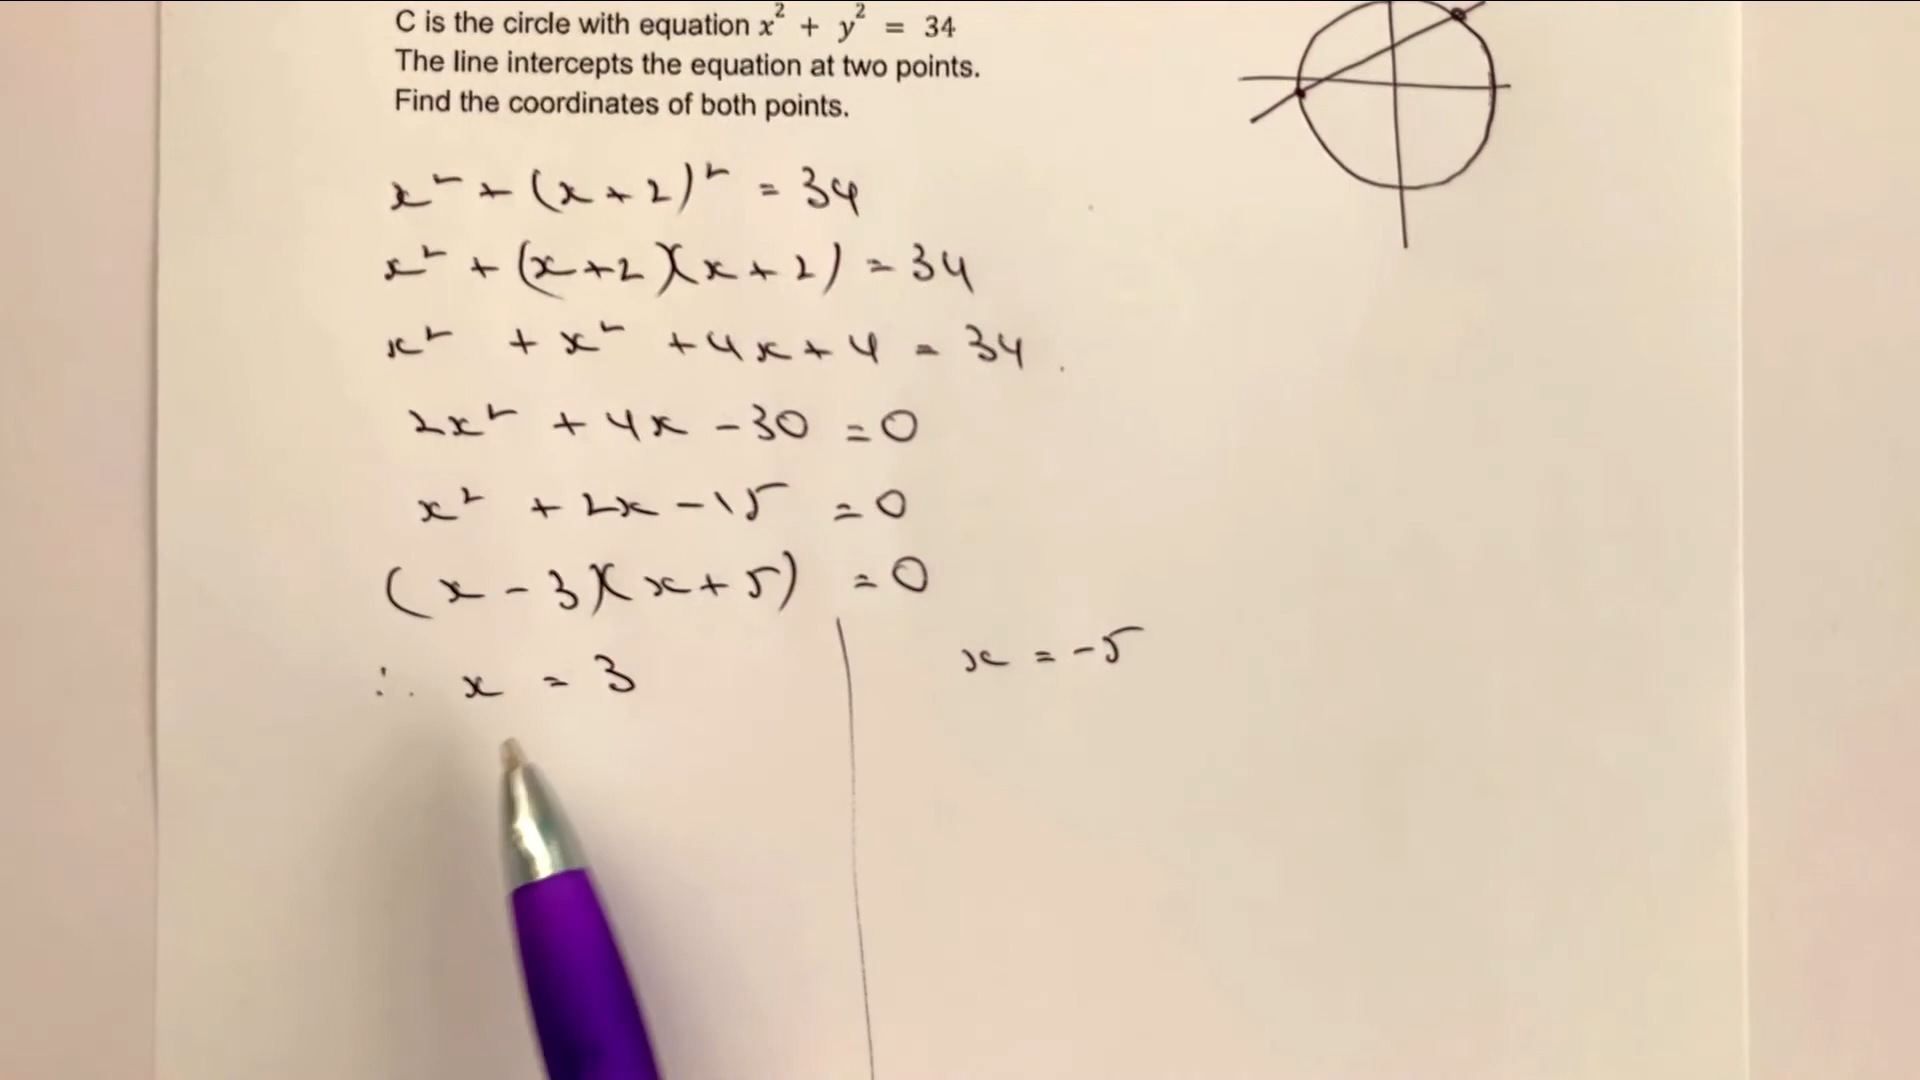 C is the circle with equation x² + y² = 34
The line intercepts the equation at two points.
Find the coordinates of both points.
x² + (x + 2)² = 34
x² + (x + 2)(x + 2) = 34
x² + x² + 4x + 4 = 34
2x² + 4x - 30 = 0
x² + 2x - 15 = 0
(x - 3)(x + 5) = 0
∴ x = 3
x = -5